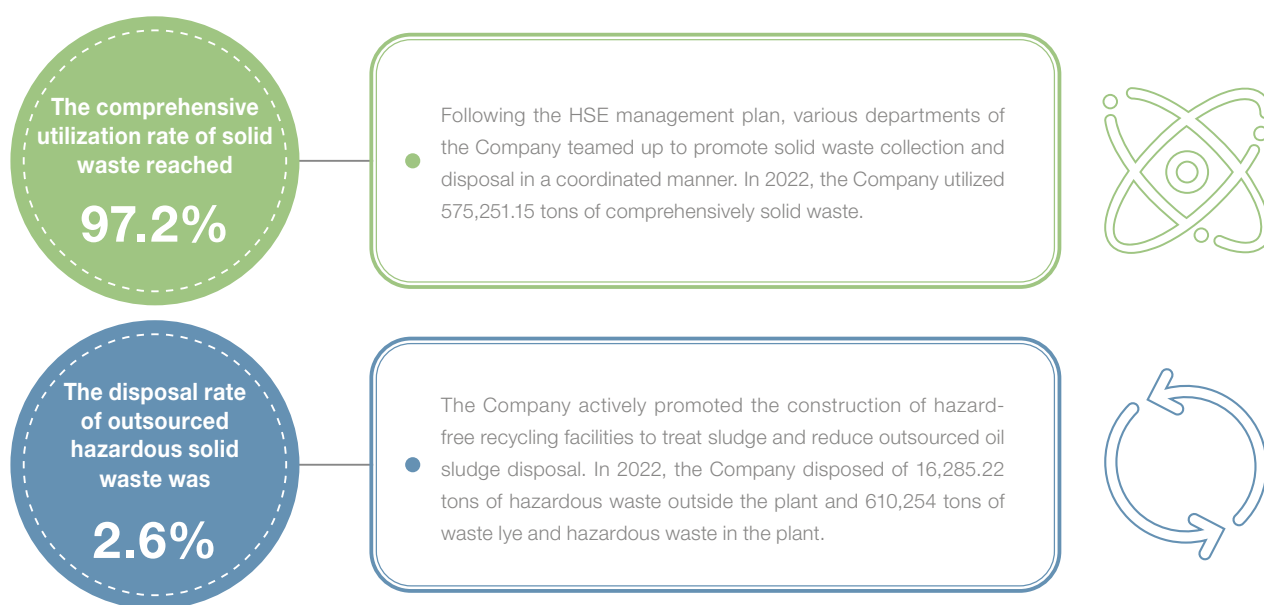 The comprehensive
utilization rate of solid
waste reached
97.2%
Following the HSE management plan, various departments of
the Company teamed up to promote solid waste collection and
disposal in a coordinated manner. In 2022, the Company utilized
575,251.15 tons of comprehensively solid waste.
The disposal rate
of outsourced
hazardous solid
waste was
2.6%
The Company actively promoted the construction of hazard-
free recycling facilities to treat sludge and reduce outsourced oil
sludge disposal. In 2022, the Company disposed of 16,285.22
tons of hazardous waste outside the plant and 610,254 tons of
waste lye and hazardous waste in the plant.